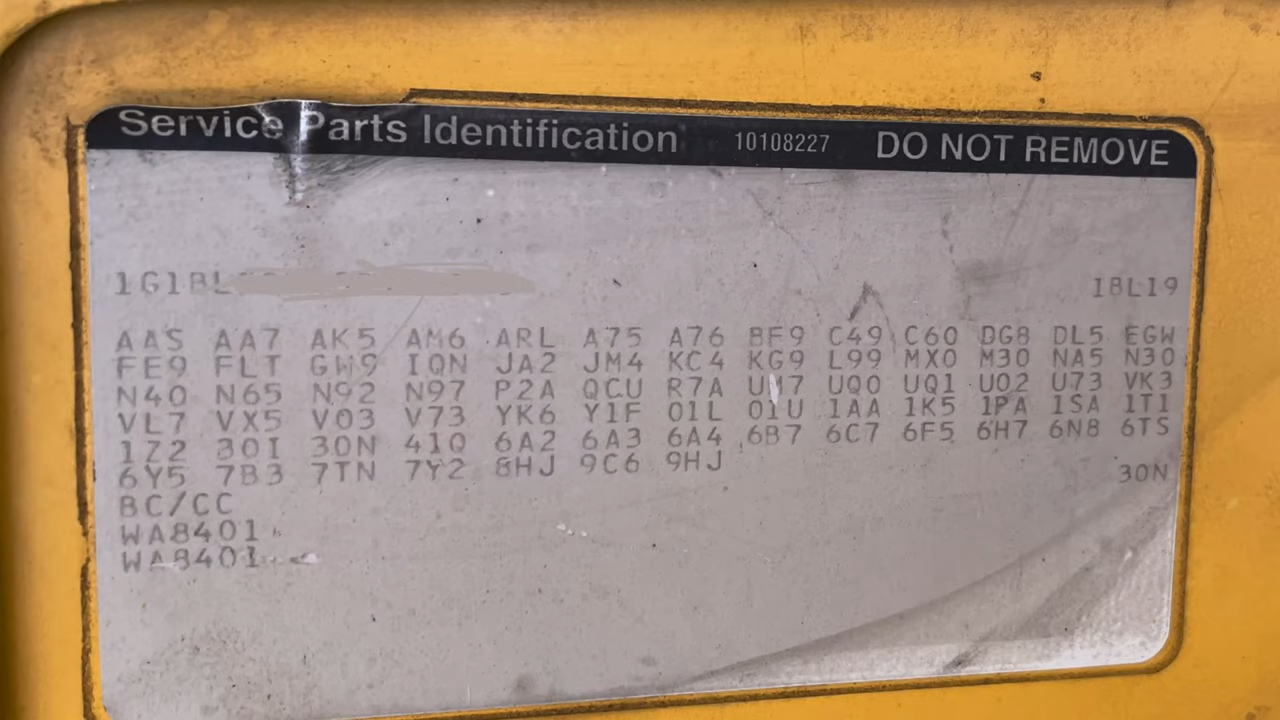 Service Parts Identification 10108227 DO NOT REMOVE
1G1BL 1BL19
AAS AA7 AK5 AM6 ARL A75 A76 BF9 C49 C60 DG8 DL5 EGW
FE9 FLT GW9 IQN JA2 JM4 KC4 KG9 L99 MX0 M30 NA5 N30
N40 N65 N92 N97 P2A QCU R7A UQ0 UQ1 U02 U73 VK3
VL7 VX5 V03 V73 YK6 Y1F 01L 01U 1AA 1K5 1PA 1SA 1T1
1Z2 30I 30N 41Q 6A2 6A3 6A4 6B7 6C7 6F5 6H7 6N8 6TS
6Y5 7B3 7TN 7Y2 8HJ 9C6 9HJ 30N
BC/CC
WA8401
WA8401